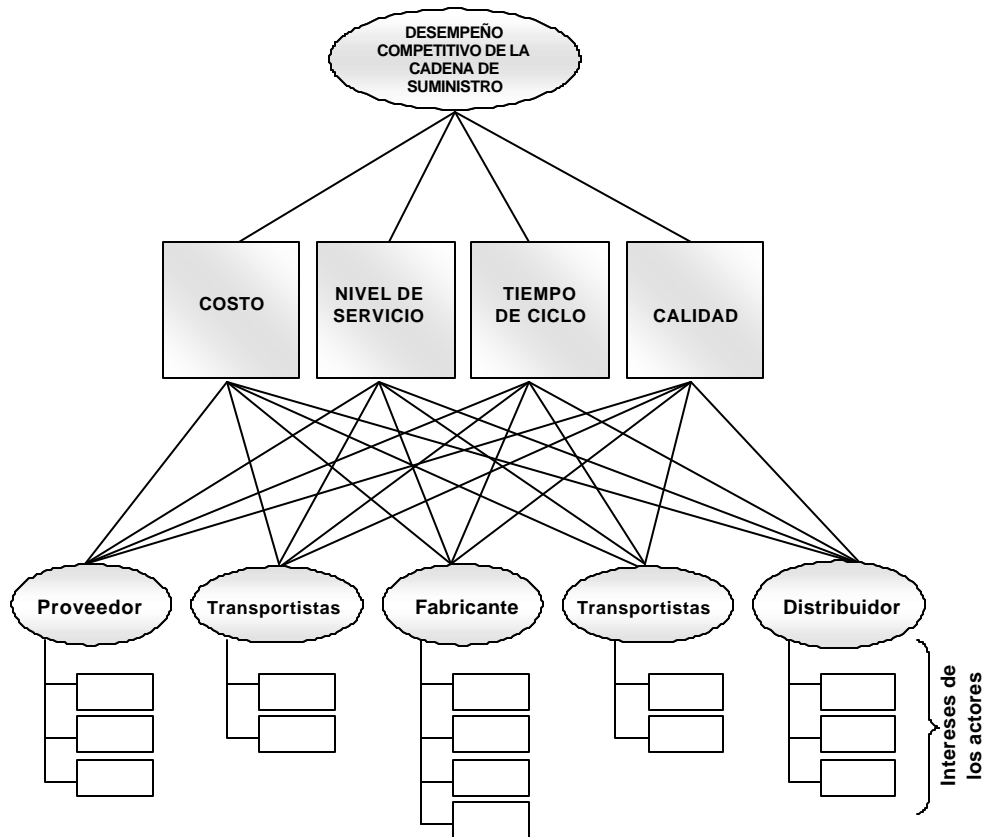 DESEMPEÑO
COMPETITIVO DE LA
CADENA DE
SUMINISTRO
COSTO
NIVEL DE
SERVICIO
TIEMPO
DE CICLO
CALIDAD
Proveedor
Transportistas
Fabricante
Transportistas
Distribuidor
Intereses de
los actores